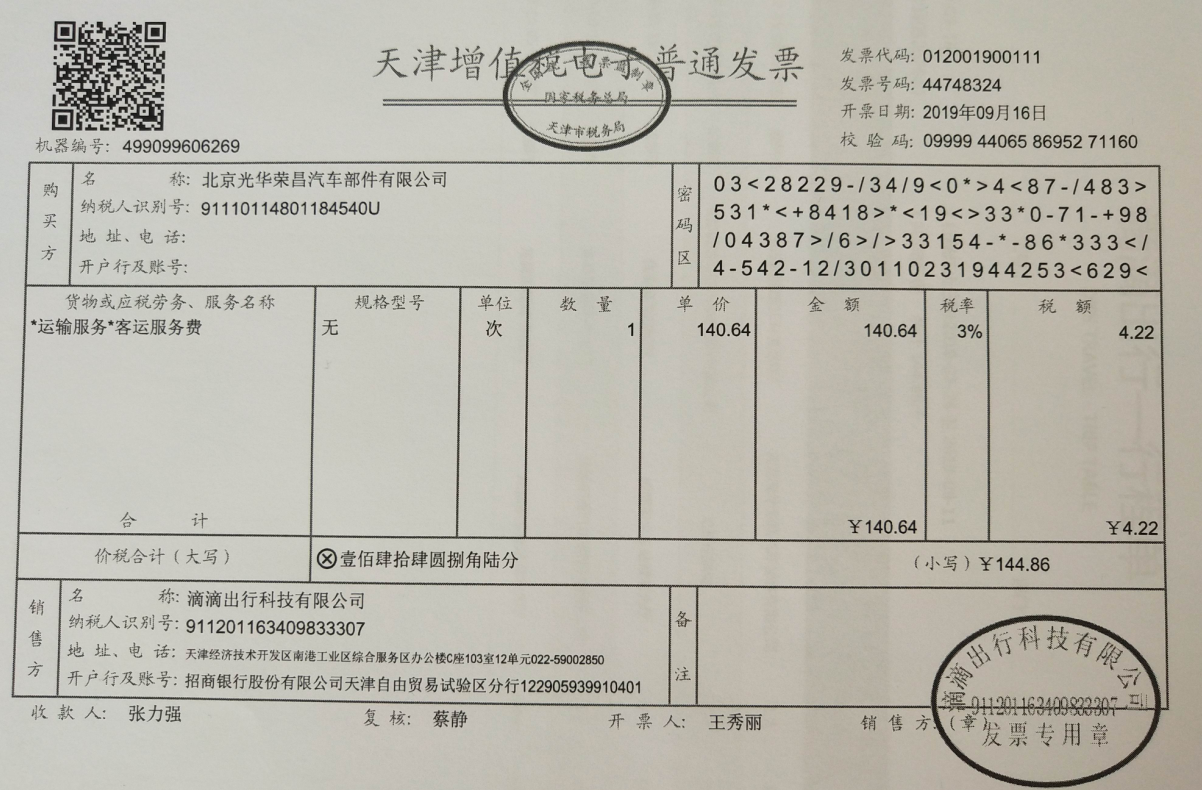 天津增值税电子普通发票
全国统一发票监制章
国家税务总局
天津市税务局
发票代码: 012001900111
发票号码: 44748324
开票日期: 2019年09月16日
校验码: 09999 44065 86952 71160
机器编号: 499099606269
购买方
名称: 北京光华荣昌汽车部件有限公司
纳税人识别号: 91110114801184540U
地址、电话:
开户行及账号:
密码区
03<28229-/34/9<0*>4<87-/483>
531*<+8418>*<19<>33*0-71-+98
/04387>/6>/>33154-*-86*333</
4-542-12/30110231944253<629<
货物或应税劳务、服务名称 规格型号 单位 数量 单价 金额 税率 税额
*运输服务*客运服务费 无 次 1 140.64 140.64 3% 4.22
合计 ¥140.64 ¥4.22
价税合计(大写) ⊗壹佰肆拾肆圆捌角陆分 (小写)¥144.86
销售方
名称: 滴滴出行科技有限公司
纳税人识别号: 911201163409833307
地址、电话: 天津经济技术开发区南港工业区综合服务区办公楼C座103室12单元022-59002850
开户行及账号: 招商银行股份有限公司天津自由贸易试验区分行122905939910401
备注
收款人: 张力强 复核: 蔡静 开票人: 王秀丽 销售方:(章)
滴滴出行科技有限公司
911201163409833307
发票专用章